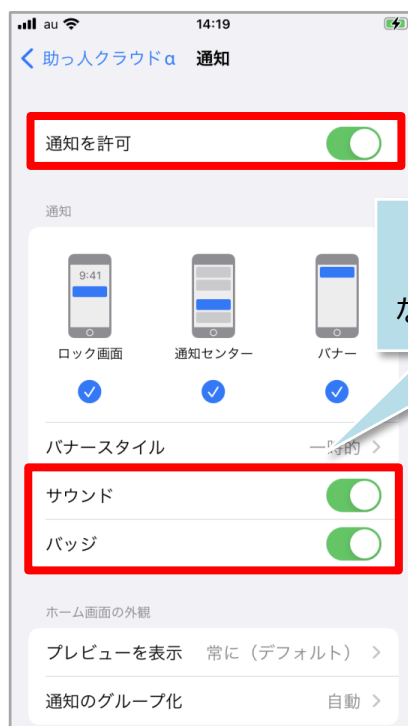 au 14:19
助っ人クラウドα 通知
通知を許可
通知
9:41
ロック画面 通知センター バナー
バナースタイル 一時的
サウンド
バッジ
ホーム画面の外観
プレビューを表示 常に（デフォルト）
通知のグループ化 自動